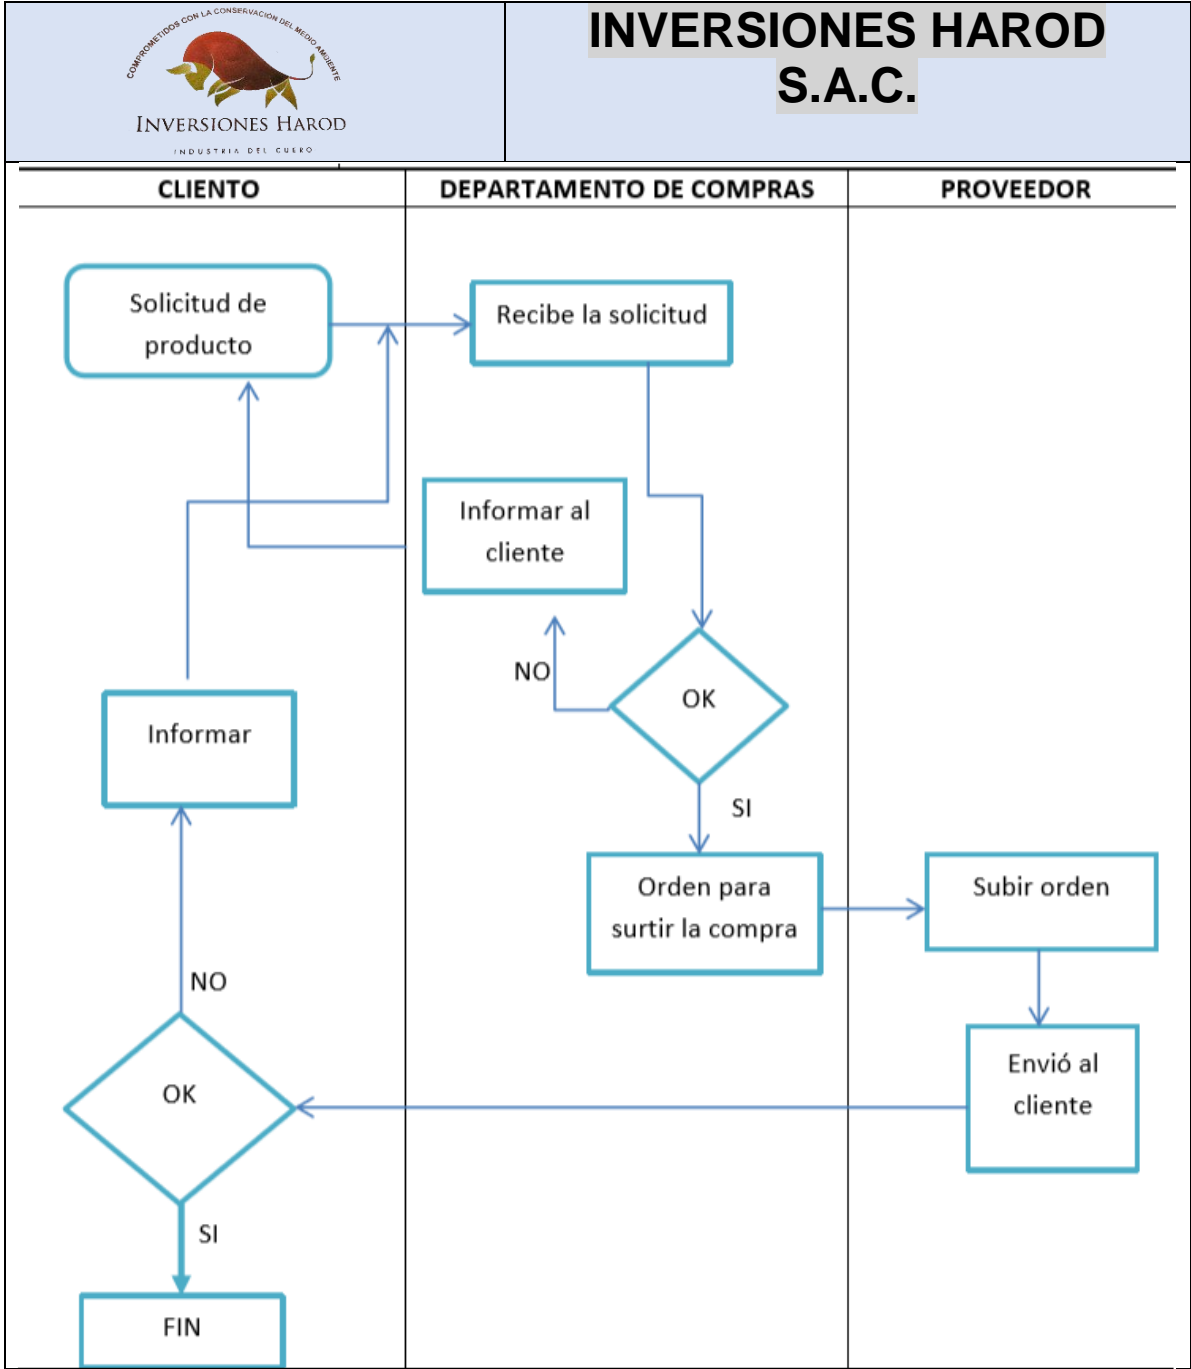 COMPROMETIDOS CON LA CONSERVACIÓN DEL MEDIO AMBIENTE
INVERSIONES HAROD
INDUSTRIA DEL CUERO
INVERSIONES HAROD
S.A.C.
CLIENTO
DEPARTAMENTO DE COMPRAS
PROVEEDOR
Solicitud de
producto
Recibe la solicitud
Informar al
cliente
NO
OK
Informar
SI
Orden para
surtir la compra
Subir orden
NO
Envió al
cliente
OK
SI
FIN